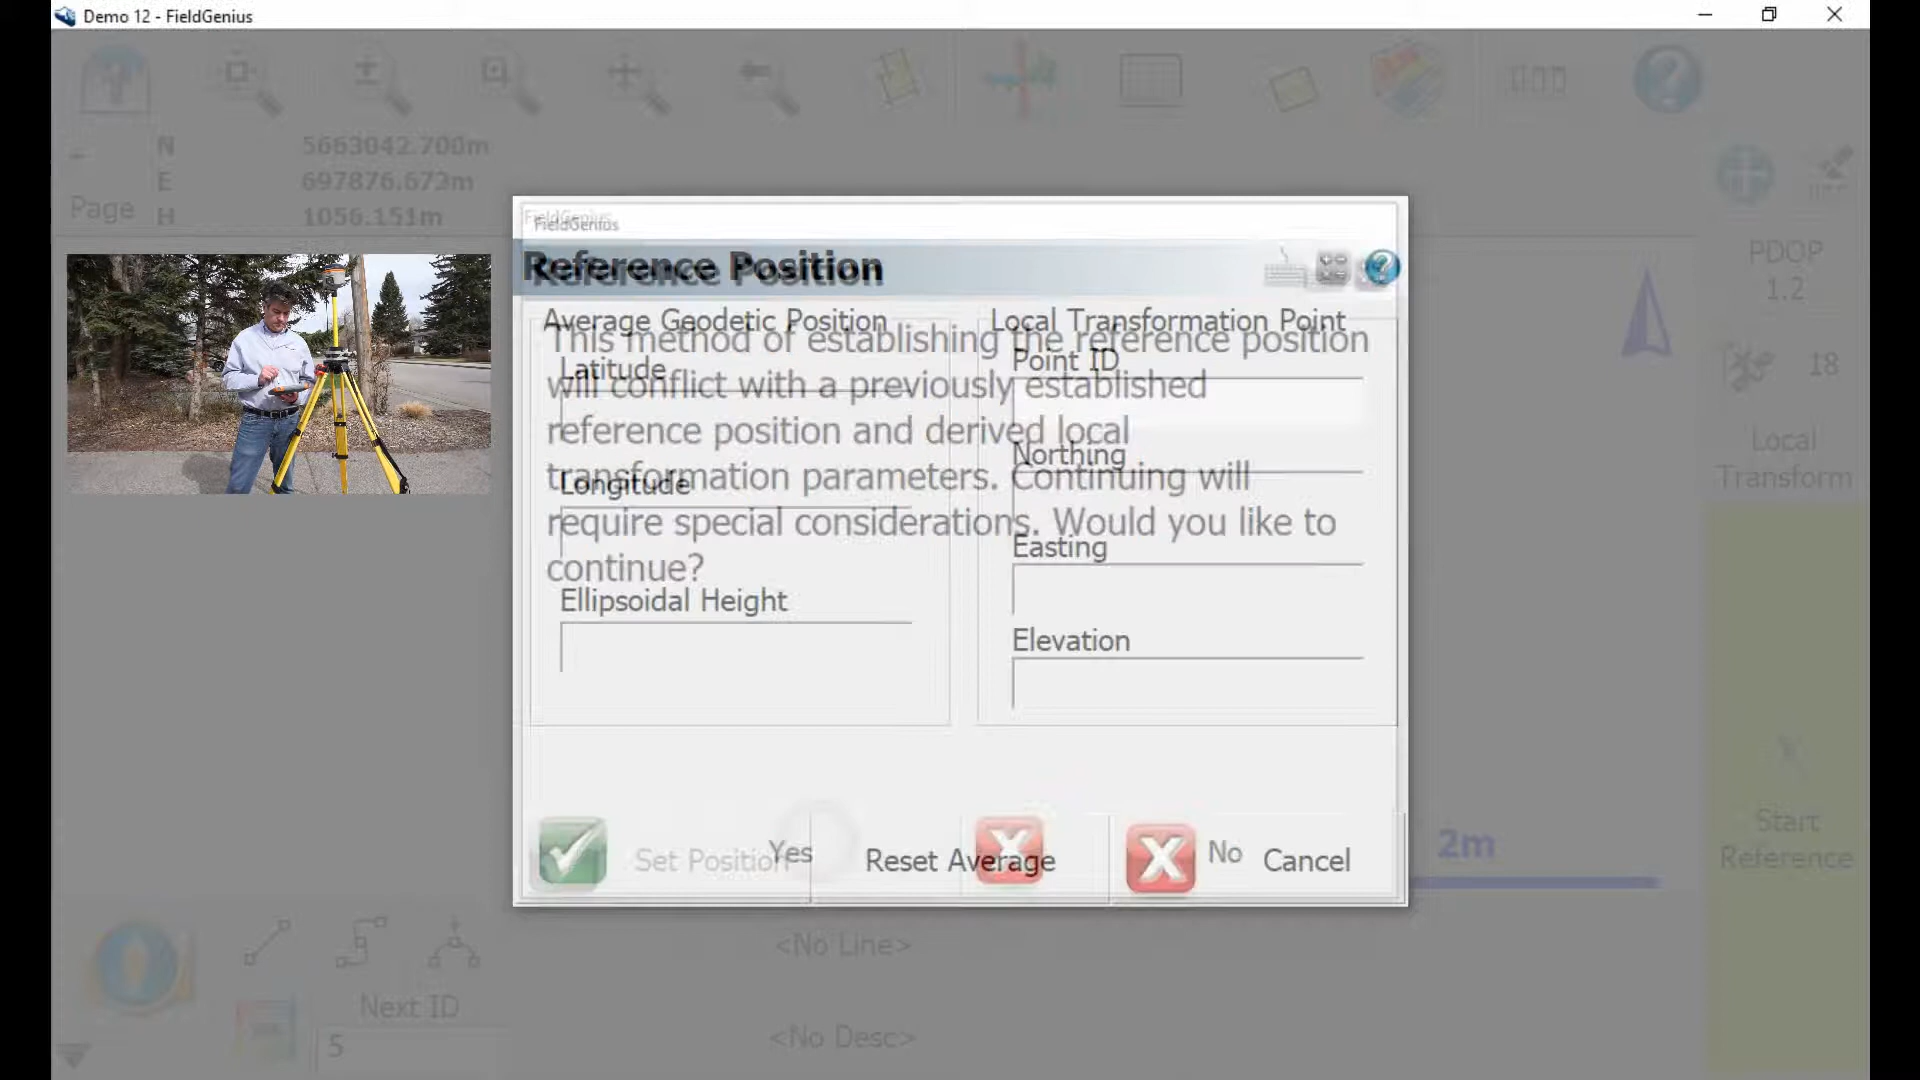 Demo 12 - FieldGenius
N 5663042.700m
E 697876.672m
Page H 1056.151m
FieldGenius
FieldGenius
Reference Position
Average Geodetic Position
Latitude
Longitude
Ellipsoidal Height
Local Transformation Point
Point ID
Northing
Easting
Elevation
This method of establishing the reference position
will conflict with a previously established
reference position and derived local
transformation parameters. Continuing will
require special considerations. Would you like to
continue?
Set Position
Yes
Reset Average
No
Cancel
PDOP
1.2
18
Local
Transform
2m
Start
Reference
<No Line>
Next ID
5
<No Desc>